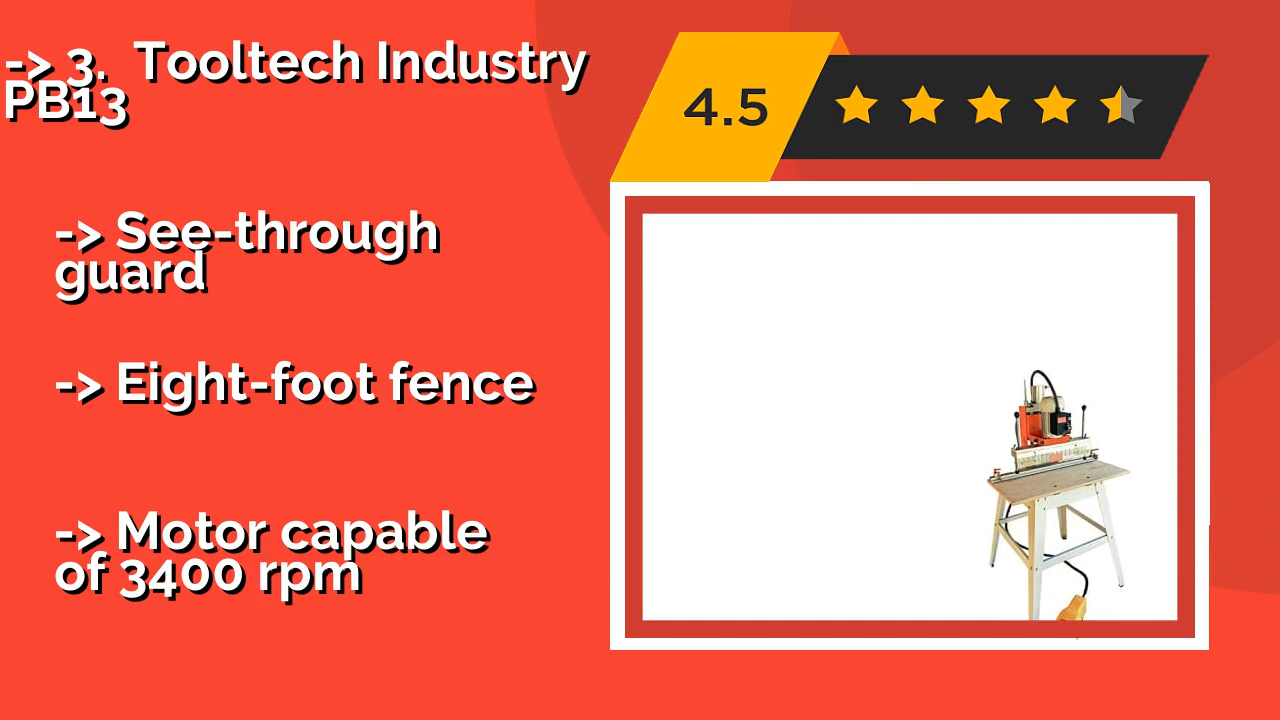 -> 3. Tooltech Industry
PB13
4.5
-> See-through
guard
-> Eight-foot fence
-> Motor capable
of 3400 rpm